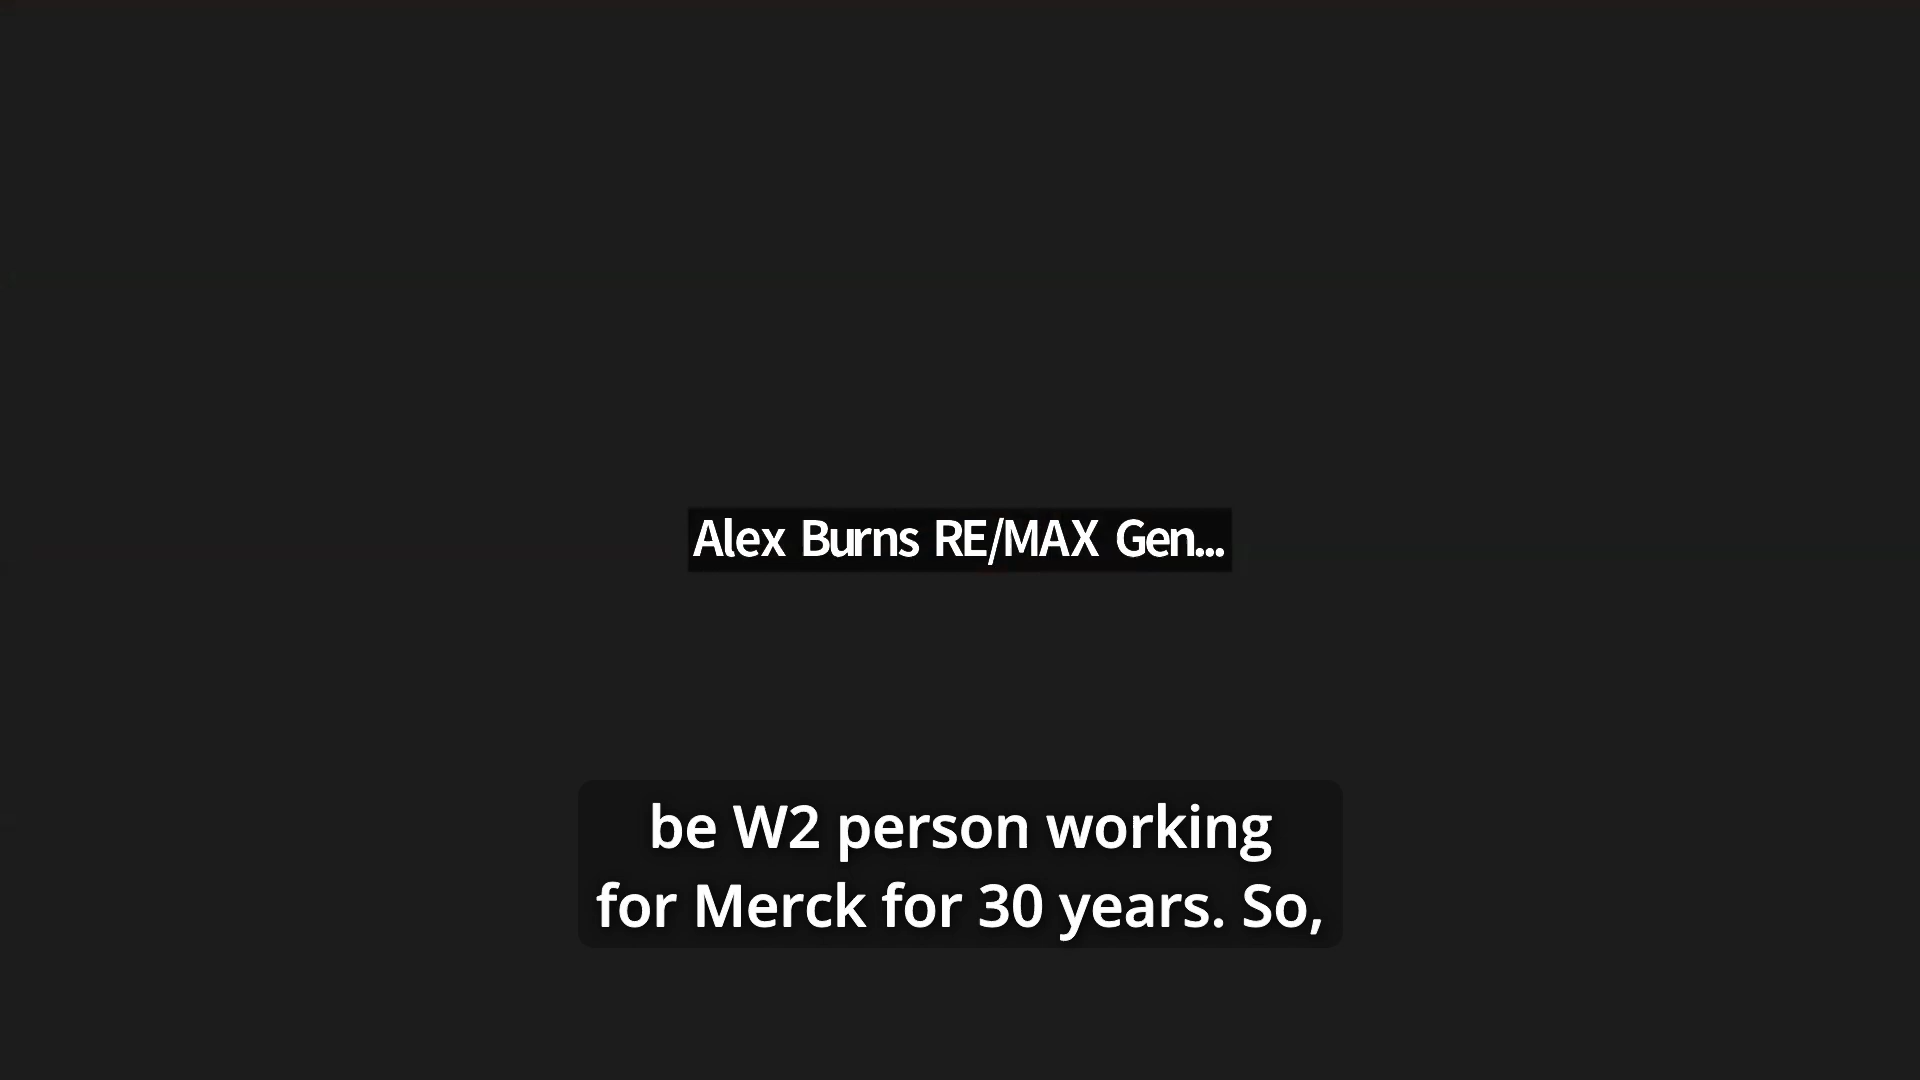 Alex Burns RE/MAX Gen...
be W2 person working
for Merck for 30 years. So,